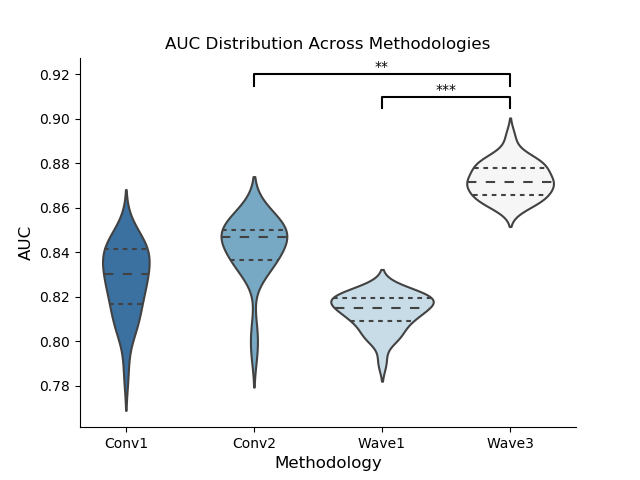 AUC Distribution Across Methodologies
**
***
0.92
0.90
0.88
0.86
0.84
0.82
0.80
0.78
AUC
Conv1 Conv2 Wave1 Wave3
Methodology